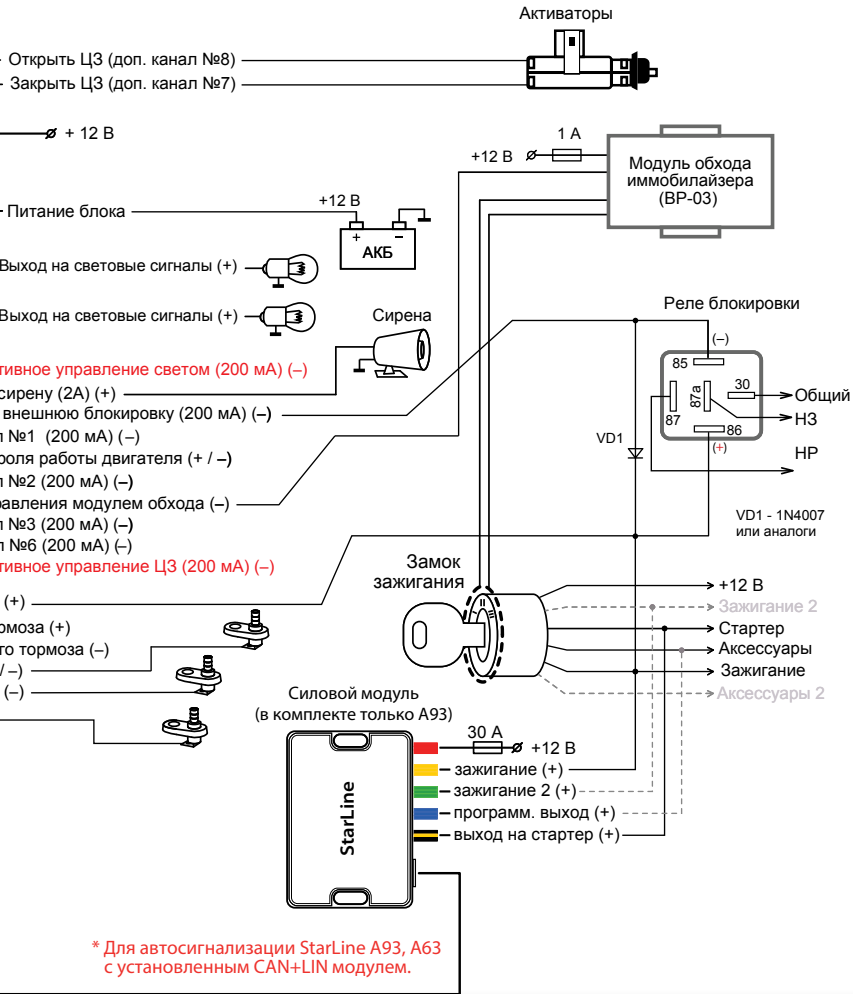 Активаторы
Открыть ЦЗ (доп. канал №8)
Закрыть ЦЗ (доп. канал №7)
+ 12 В
1 А
+12 В
Модуль обхода
иммобилайзера
(BP-03)
Питание блока
+12 В
+ −
АКБ
Выход на световые сигналы (+)
Выход на световые сигналы (+)
Сирена
Реле блокировки
(−)
85
30
Общий
87
87а
НЗ
86
(+)
НР
VD1
VD1 - 1N4007
или аналоги
тивное управление светом (200 мА) (−)
сирену (2А) (+)
внешнюю блокировку (200 мА) (−)
л №1 (200 мА) (−)
роля работы двигателя (+ / −)
л №2 (200 мА) (−)
равления модулем обхода (−)
л №3 (200 мА) (−)
л №6 (200 мА) (−)
тивное управление ЦЗ (200 мА) (−)
(+)
рмоза (+)
го тормоза (−)
/ −)
(−)
Замок
зажигания
+12 В
Зажигание 2
Стартер
Аксессуары
Зажигание
Аксессуары 2
Силовой модуль
(в комплекте только А93)
StarLine
30 А
+12 В
зажигание (+)
зажигание 2 (+)
программ. выход (+)
выход на стартер (+)
* Для автосигнализации StarLine A93, A63
с установленным CAN+LIN модулем.